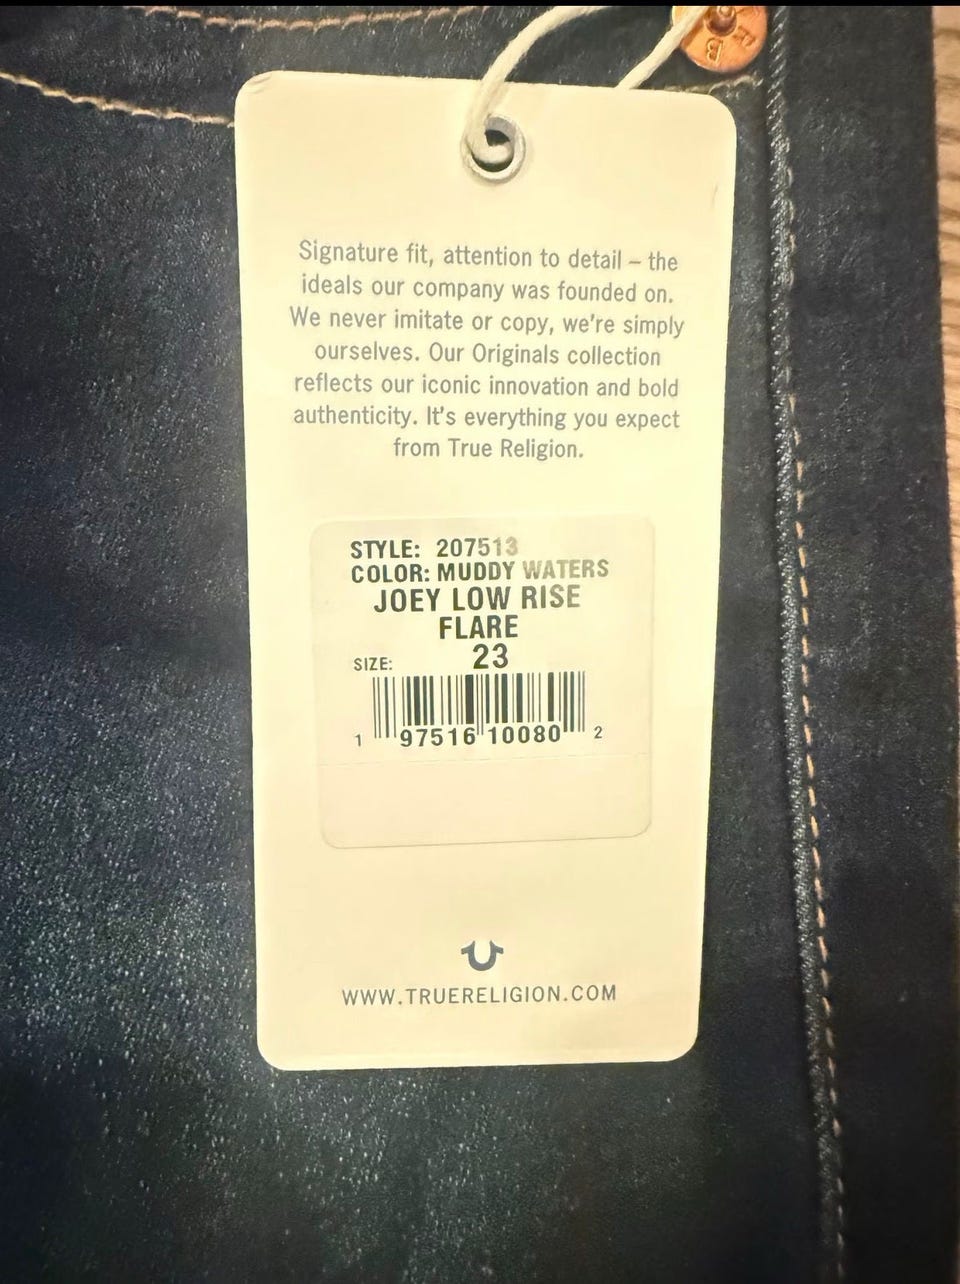 Signature fit, attention to detail – the
ideals our company was founded on.
We never imitate or copy, we're simply
ourselves. Our Originals collection
reflects our iconic innovation and bold
authenticity. It's everything you expect
from True Religion.
STYLE: 207513
COLOR: MUDDY WATERS
JOEY LOW RISE
FLARE
SIZE: 23
1 97516 10080 2
WWW.TRUERELIGION.COM